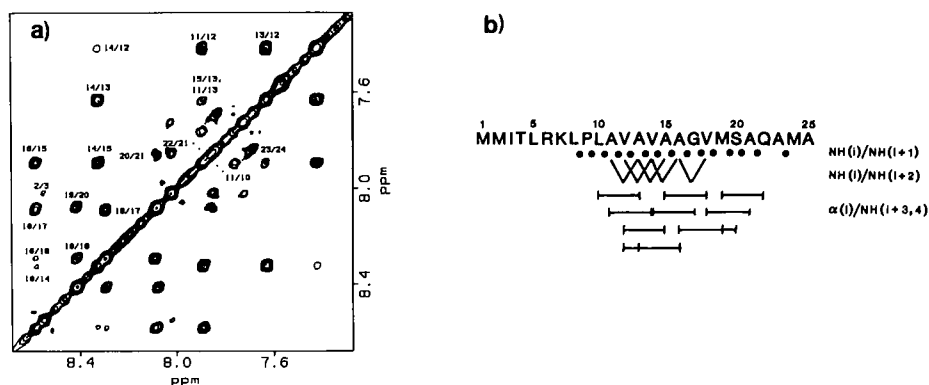 a)
14/12
11/12
13/12
14/13
15/13,
11/13
7.6
16/15
14/15
20/21
22/21
23/24
11/10
2/3
19/20
18/17
8.0
ppm
16/17
16/18
19/18
16/14
8.4
8.4
8.0
7.6
ppm
b)
1 5 10 15 20 25
MMITLRKLPLAVAVAAGVMSAQAMA
NH(i)/NH(i+1)
NH(i)/NH(i+2)
α(i)/NH(i+3,4)